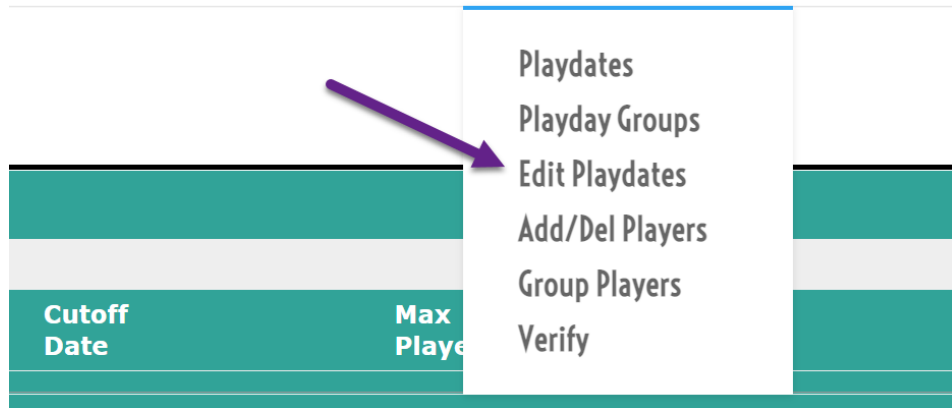 Playdates
Playday Groups
Edit Playdates
Add/Del Players
Group Players
Verify
Cutoff
Date
Max
Playe